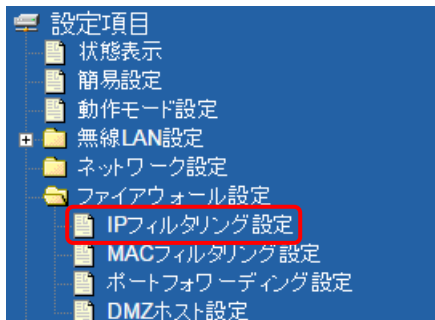 設定項目
状態表示
簡易設定
動作モード設定
無線LAN設定
ネットワーク設定
ファイアウォール設定
IPフィルタリング設定
MACフィルタリング設定
ポートフォワーディング設定
DMZホスト設定